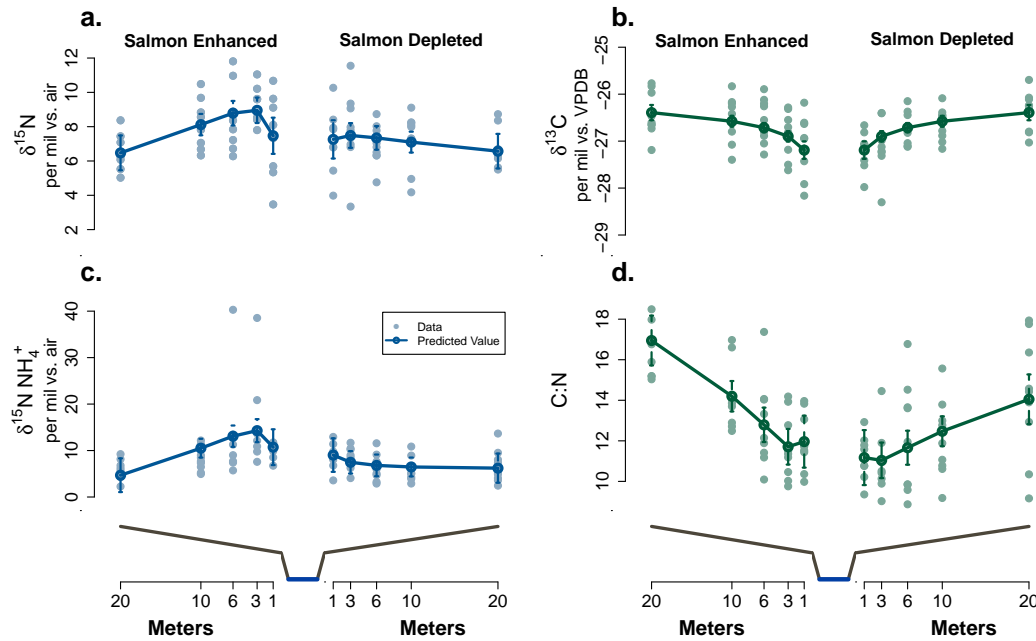 a.
Salmon Enhanced
Salmon Depleted
12
10
8
6
4
2
δ¹⁵N
per mil vs. air
b.
Salmon Enhanced
Salmon Depleted
−25
−26
−27
−28
−29
δ¹³C
per mil vs. VPDB
c.
40
30
20
10
0
δ¹⁵N NH₄⁺
per mil vs. air
Data
Predicted Value
d.
18
16
14
12
10
C:N
20 10 6 3 1 1 3 6 10 20
Meters Meters
20 10 6 3 1 1 3 6 10 20
Meters Meters